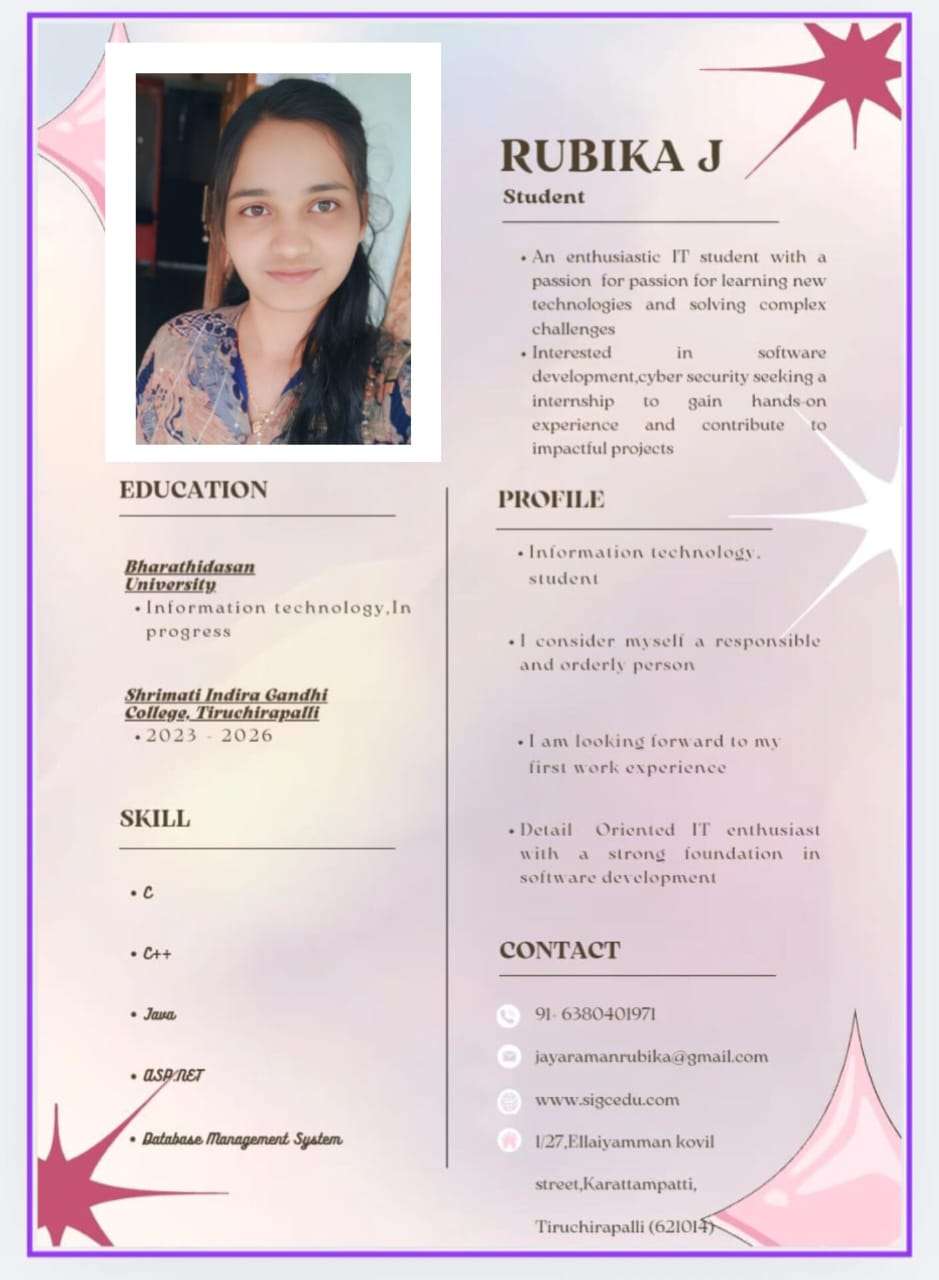 RUBIKA J
Student
• An enthusiastic IT student with a
passion for passion for learning new
technologies and solving complex
challenges
• Interested in software
development,cyber security seeking a
internship to gain hands-on
experience and contribute to
impactful projects
EDUCATION
Bharathidasan
University
• Information technology,In
progress
Shrimati Indira Gandhi
College, Tiruchirapalli
• 2023 - 2026
SKILL
• C
• C++
• Java
• ASP.NET
• Database Management System
PROFILE
• Information technology.
student
• I consider myself a responsible
and orderly person
• I am looking forward to my
first work experience
• Detail Oriented IT enthusiast
with a strong foundation in
software development
CONTACT
91- 6380401971
jayaramanrubika@gmail.com
www.sigcedu.com
1/27,Ellaiyamman kovil
street,Karattampatti,
Tiruchirapalli (621014)